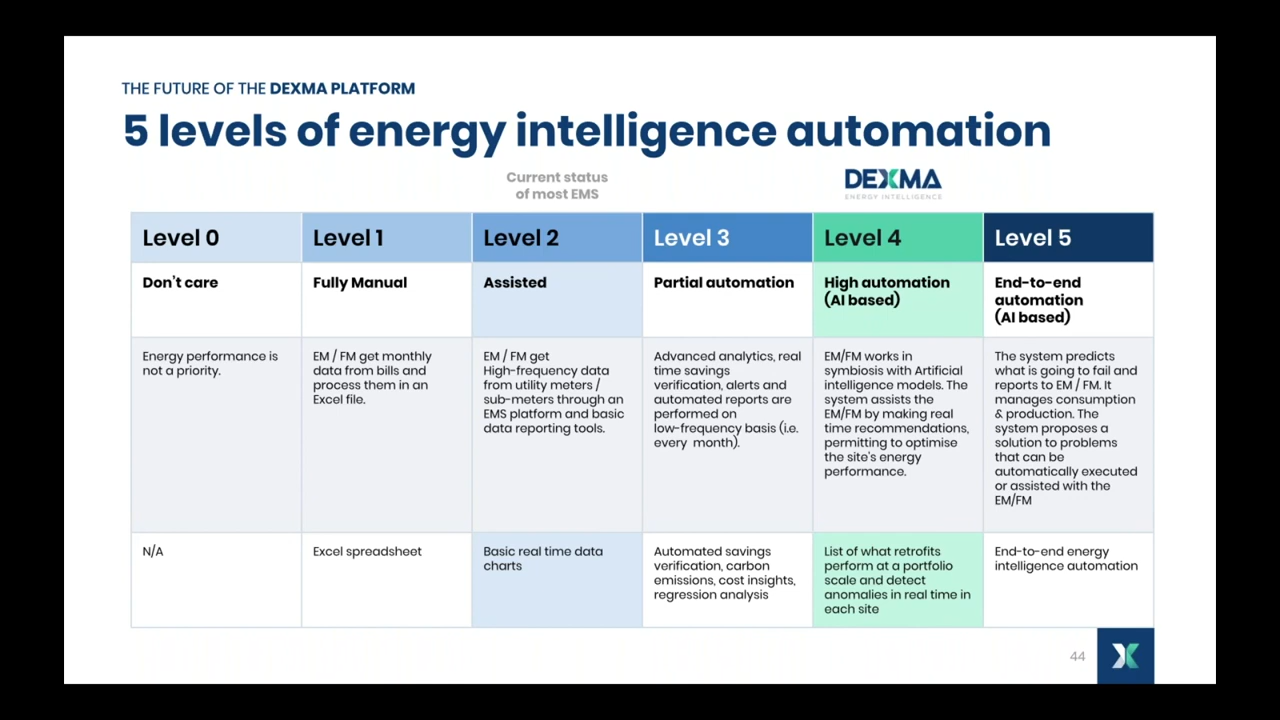 THE FUTURE OF THE DEXMA PLATFORM
5 levels of energy intelligence automation
Current status
of most EMS
DEXMA
ENERGY INTELLIGENCE
Level 0
Level 1
Level 2
Level 3
Level 4
Level 5
Don't care
Fully Manual
Assisted
Partial automation
High automation
(AI based)
End-to-end
automation
(AI based)
Energy performance is
not a priority.
EM / FM get monthly
data from bills and
process them in an
Excel file.
EM / FM get
High-frequency data
from utility meters /
sub-meters through an
EMS platform and basic
data reporting tools.
Advanced analytics, real
time savings
verification, alerts and
automated reports are
performed on
low-frequency basis (i.e.
every month).
EM/FM works in
symbiosis with Artificial
intelligence models. The
system assists the
EM/FM by making real
time recommendations,
permitting to optimise
the site's energy
performance.
The system predicts
what is going to fail and
reports to EM / FM. It
manages consumption
& production. The
system proposes a
solution to problems
that can be
automatically executed
or assisted with the
EM/FM
N/A
Excel spreadsheet
Basic real time data
charts
Automated savings
verification, carbon
emissions, cost insights,
regression analysis
List of what retrofits
perform at a portfolio
scale and detect
anomalies in real time in
each site
End-to-end energy
intelligence automation
44